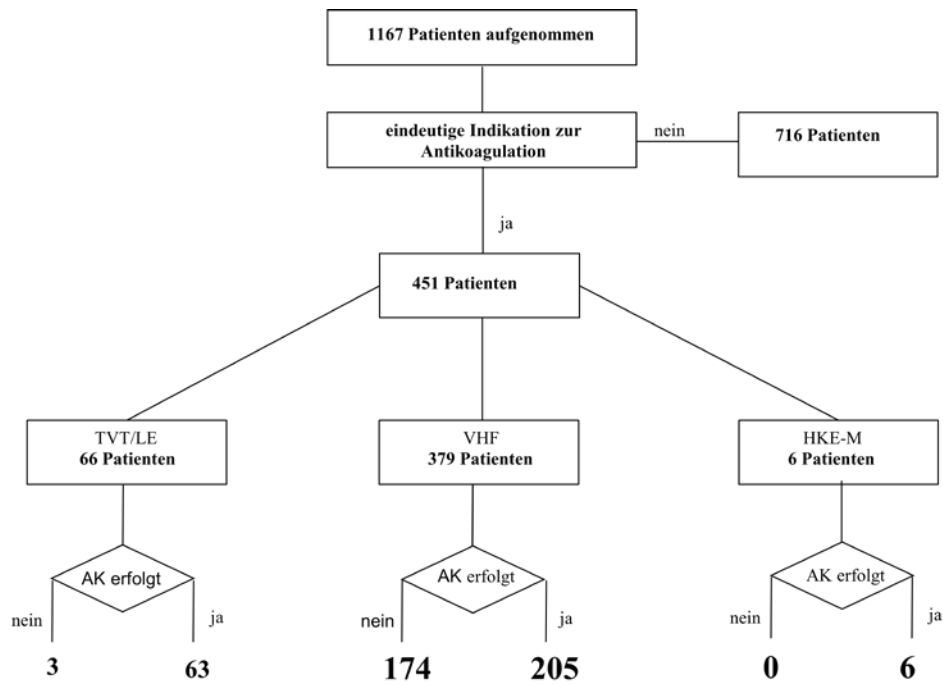 1167 Patienten aufgenommen
eindeutige Indikation zur
Antikoagulation
nein
716 Patienten
ja
451 Patienten
TVT/LE
66 Patienten
VHF
379 Patienten
HKE-M
6 Patienten
AK erfolgt
AK erfolgt
AK erfolgt
nein
ja
nein
ja
nein
ja
3
63
174
205
0
6